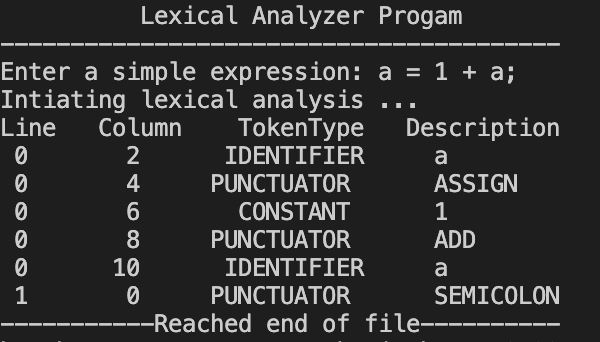 Lexical Analyzer Progam
----------------------------------------
Enter a simple expression: a = 1 + a;
Intiating lexical analysis ...
Line Column TokenType Description
0 2 IDENTIFIER a
0 4 PUNCTUATOR ASSIGN
0 6 CONSTANT 1
0 8 PUNCTUATOR ADD
0 10 IDENTIFIER a
1 0 PUNCTUATOR SEMICOLON
-----------Reached end of file----------